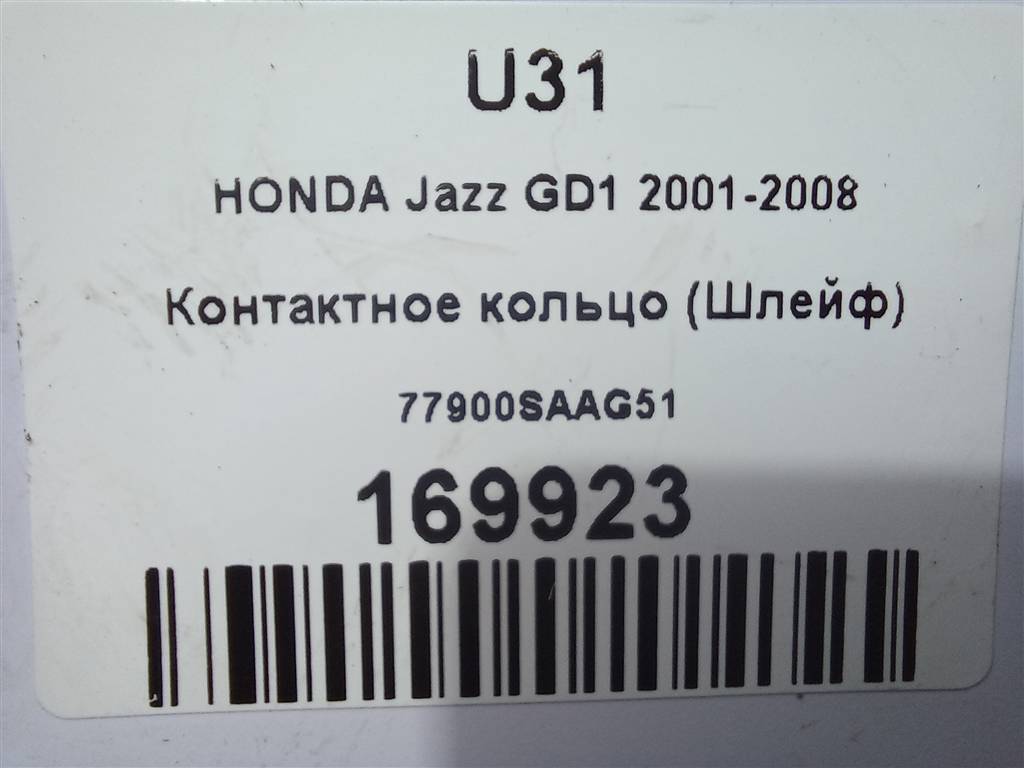 U31
HONDA Jazz GD1 2001-2008
Контактное кольцо (Шлейф)
77900SAAG51
169923